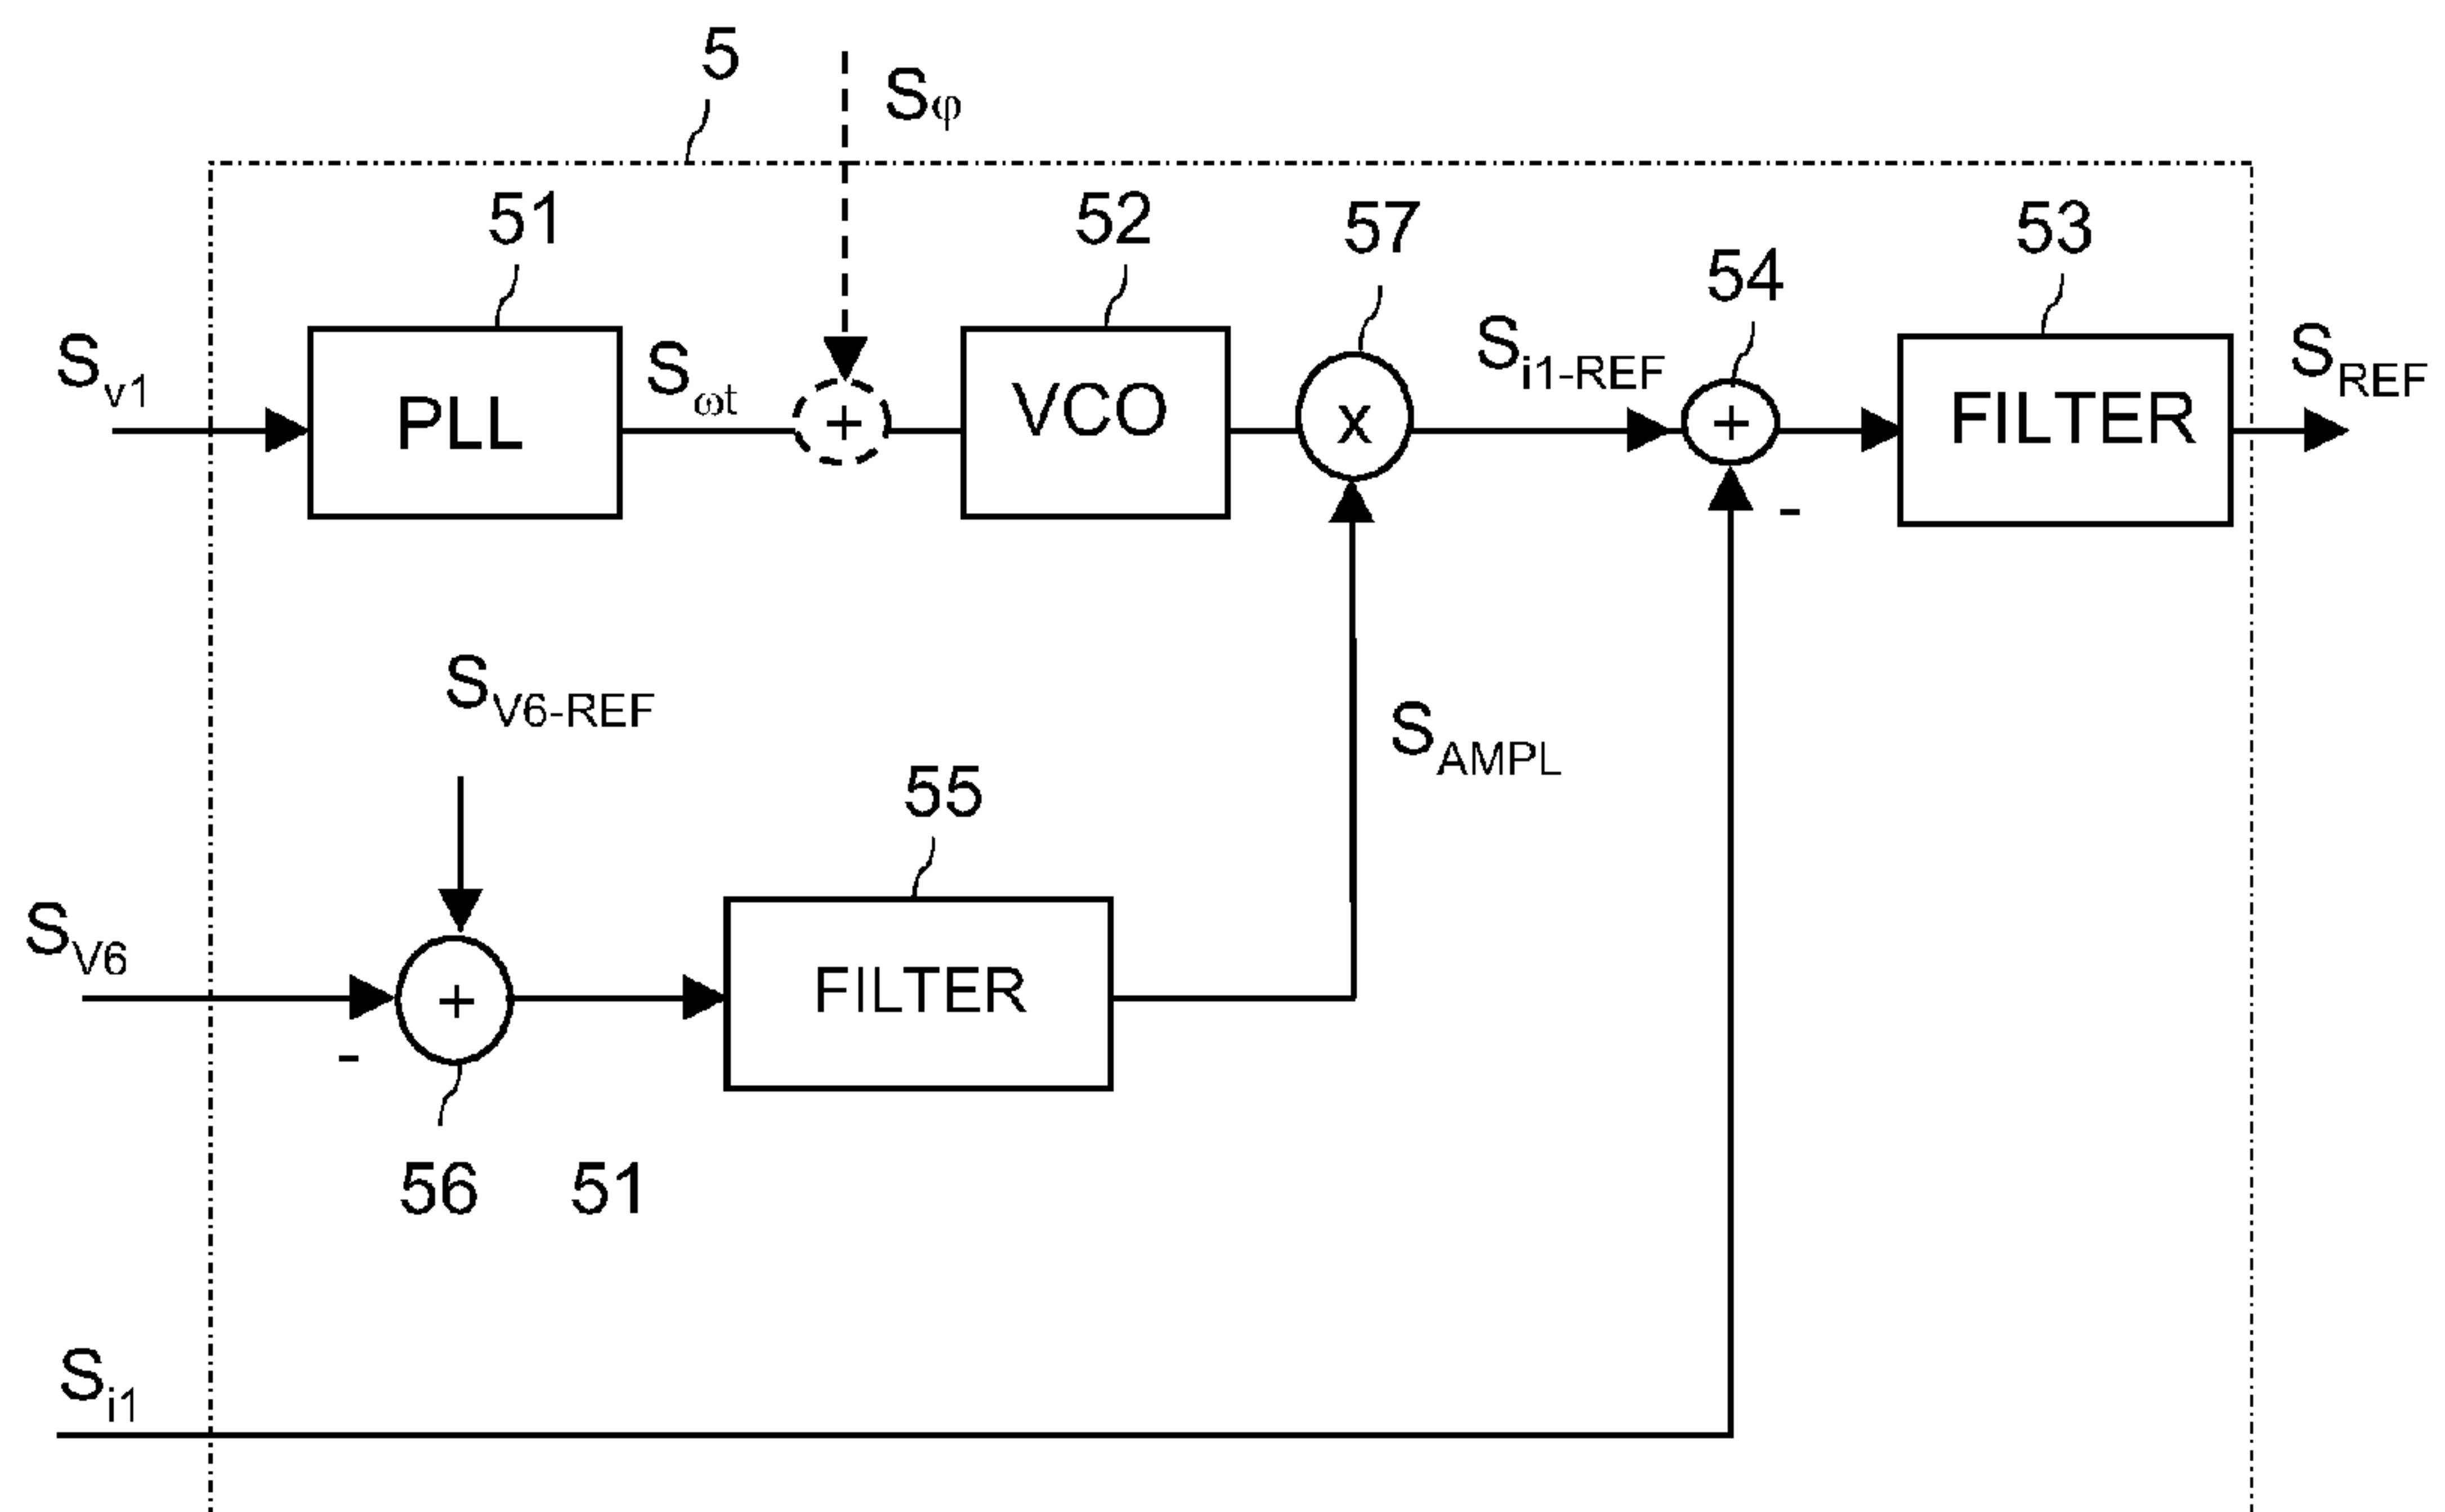 5
Sφ
51
52
57
53
54
Sv1
PLL
Sωt
+
VCO
x
Si1-REF
+
FILTER
SREF
-
SV6-REF
SAMPL
55
SV6
+
FILTER
-
56
51
Si1